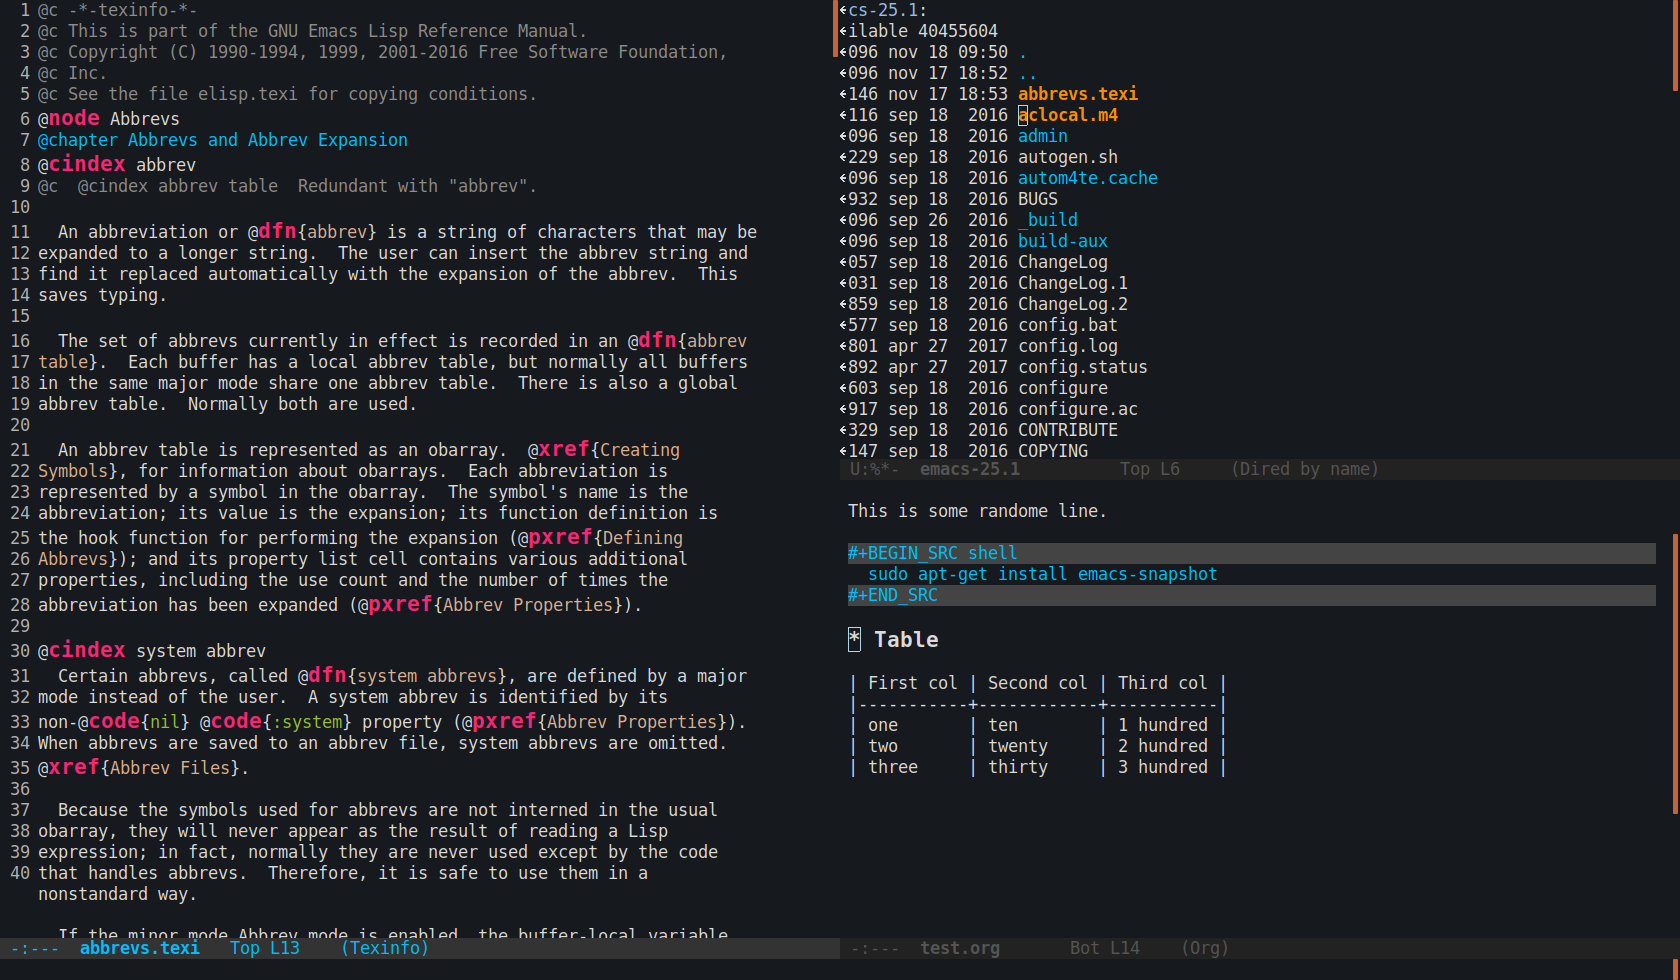 1 @c -*-texinfo-*-
2 @c This is part of the GNU Emacs Lisp Reference Manual.
3 @c Copyright (C) 1990-1994, 1999, 2001-2016 Free Software Foundation,
4 @c Inc.
5 @c See the file elisp.texi for copying conditions.
6 @node Abbrevs
7 @chapter Abbrevs and Abbrev Expansion
8 @cindex abbrev
9 @c  @cindex abbrev table  Redundant with "abbrev".
10
11   An abbreviation or @dfn{abbrev} is a string of characters that may be
12 expanded to a longer string.  The user can insert the abbrev string and
13 find it replaced automatically with the expansion of the abbrev.  This
14 saves typing.
15
16   The set of abbrevs currently in effect is recorded in an @dfn{abbrev
17 table}.  Each buffer has a local abbrev table, but normally all buffers
18 in the same major mode share one abbrev table.  There is also a global
19 abbrev table.  Normally both are used.
20
21   An abbrev table is represented as an obarray.  @xref{Creating
22 Symbols}, for information about obarrays.  Each abbreviation is
23 represented by a symbol in the obarray.  The symbol's name is the
24 abbreviation; its value is the expansion; its function definition is
25 the hook function for performing the expansion (@pxref{Defining
26 Abbrevs}); and its property list cell contains various additional
27 properties, including the use count and the number of times the
28 abbreviation has been expanded (@pxref{Abbrev Properties}).
29
30 @cindex system abbrev
31   Certain abbrevs, called @dfn{system abbrevs}, are defined by a major
32 mode instead of the user.  A system abbrev is identified by its
33 non-@code{nil} @code{:system} property (@pxref{Abbrev Properties}).
34 When abbrevs are saved to an abbrev file, system abbrevs are omitted.
35 @xref{Abbrev Files}.
36
37   Because the symbols used for abbrevs are not interned in the usual
38 obarray, they will never appear as the result of reading a Lisp
39 expression; in fact, normally they are never used except by the code
40 that handles abbrevs.  Therefore, it is safe to use them in a
nonstandard way.
If the minor mode Abbrev mode is enabled, the buffer-local variable
-:---  abbrevs.texi   Top L13    (Texinfo)
cs-25.1:
ilable 40455604
096 nov 18 09:50 .
096 nov 17 18:52 ..
146 nov 17 18:53 abbrevs.texi
116 sep 18  2016 aclocal.m4
096 sep 18  2016 admin
229 sep 18  2016 autogen.sh
096 sep 18  2016 autom4te.cache
932 sep 18  2016 BUGS
096 sep 26  2016 _build
096 sep 18  2016 build-aux
057 sep 18  2016 ChangeLog
031 sep 18  2016 ChangeLog.1
859 sep 18  2016 ChangeLog.2
577 sep 18  2016 config.bat
801 apr 27  2017 config.log
892 apr 27  2017 config.status
603 sep 18  2016 configure
917 sep 18  2016 configure.ac
329 sep 18  2016 CONTRIBUTE
147 sep 18  2016 COPYING
U:%*-  emacs-25.1          Top L6     (Dired by name)
This is some randome line.
#+BEGIN_SRC shell
  sudo apt-get install emacs-snapshot
#+END_SRC
* Table
| First col | Second col | Third col |
|-----------+------------+-----------|
| one       | ten        | 1 hundred |
| two       | twenty     | 2 hundred |
| three     | thirty     | 3 hundred |
-:---  test.org       Bot L14    (Org)